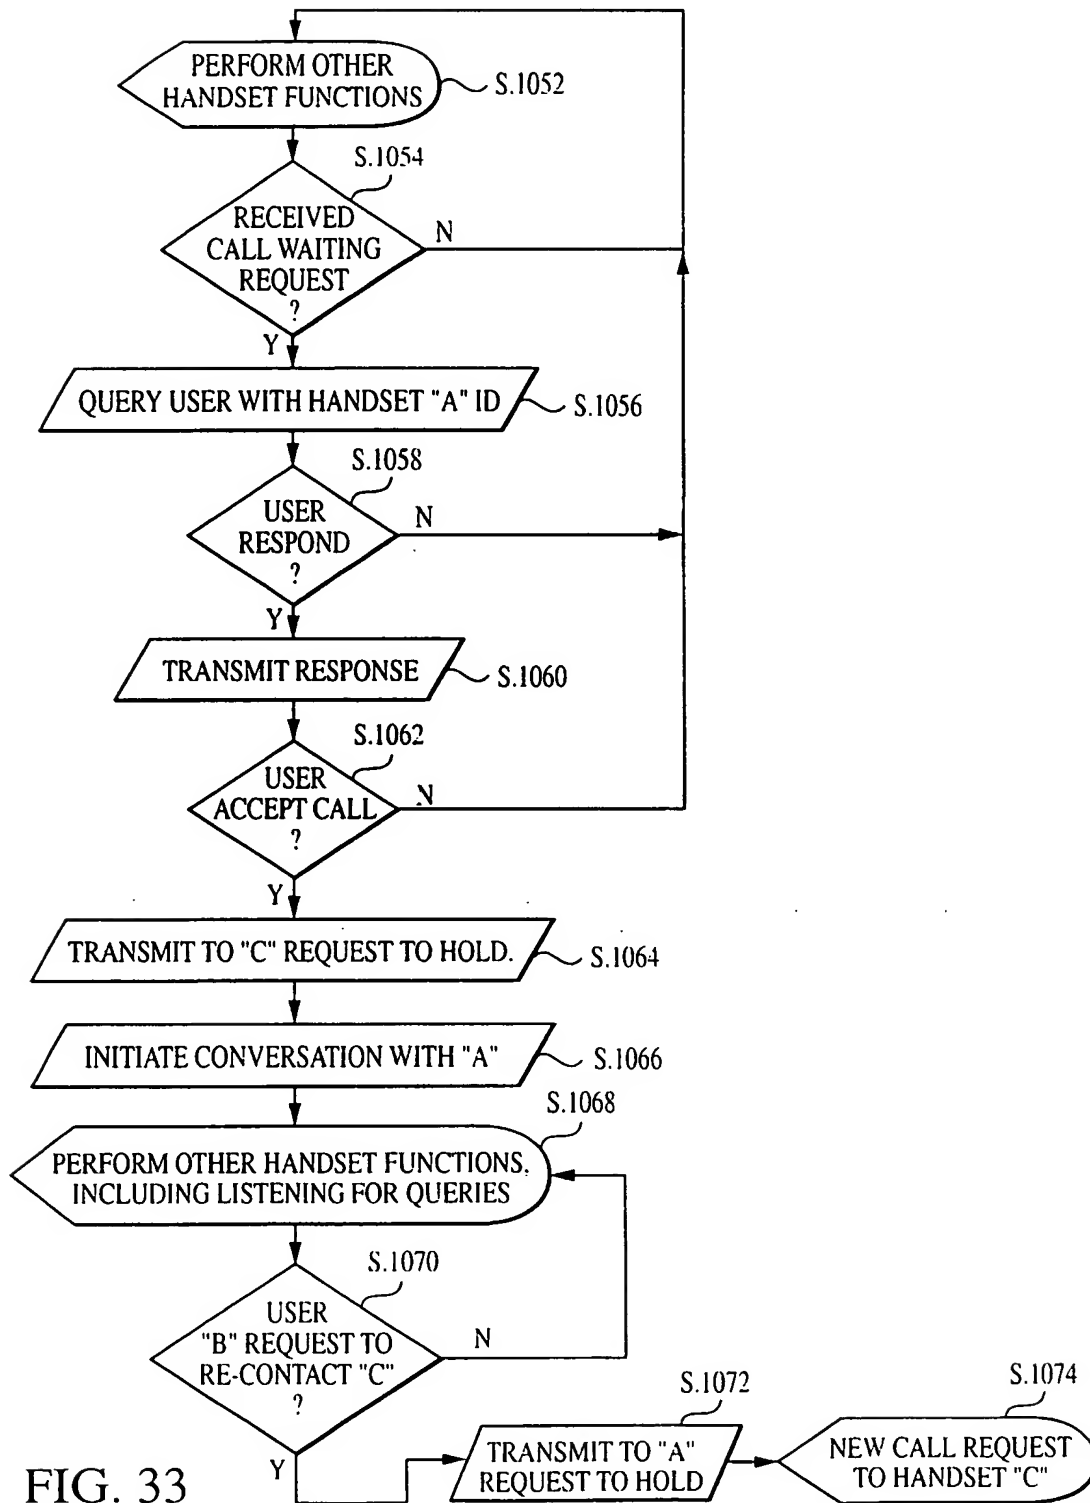 PERFORM OTHER
HANDSET FUNCTIONS
S.1052
S.1054
RECEIVED
CALL WAITING
REQUEST
?
N
Y
QUERY USER WITH HANDSET "A" ID
S.1056
S.1058
USER
RESPOND
?
N
Y
TRANSMIT RESPONSE
S.1060
S.1062
USER
ACCEPT CALL
?
N
Y
TRANSMIT TO "C" REQUEST TO HOLD.
S.1064
INITIATE CONVERSATION WITH "A"
S.1066
S.1068
PERFORM OTHER HANDSET FUNCTIONS,
INCLUDING LISTENING FOR QUERIES
S.1070
USER
"B" REQUEST TO
RE-CONTACT "C"
?
N
Y
S.1072
TRANSMIT TO "A"
REQUEST TO HOLD
S.1074
NEW CALL REQUEST
TO HANDSET "C"
FIG. 33